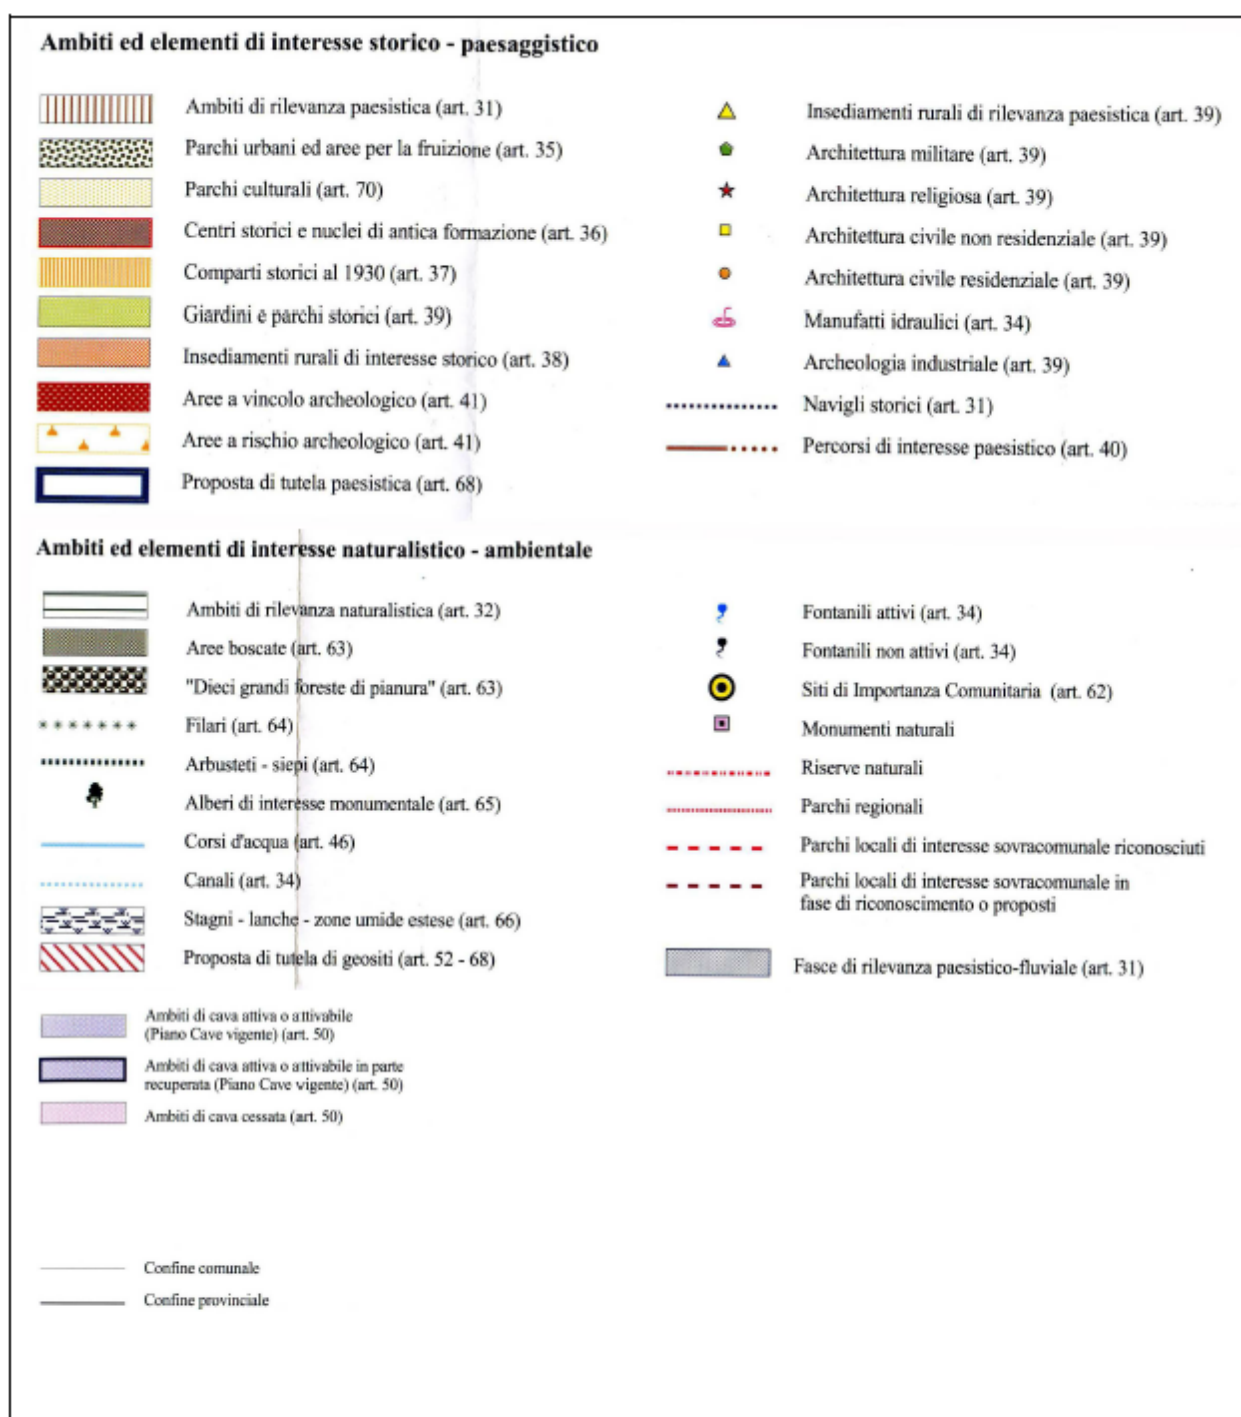 Ambiti ed elementi di interesse storico - paesaggistico
Ambiti di rilevanza paesistica (art. 31)
Parchi urbani ed aree per la fruizione (art. 35)
Parchi culturali (art. 70)
Centri storici e nuclei di antica formazione (art. 36)
Comparti storici al 1930 (art. 37)
Giardini e parchi storici (art. 39)
Insediamenti rurali di interesse storico (art. 38)
Aree a vincolo archeologico (art. 41)
Aree a rischio archeologico (art. 41)
Proposta di tutela paesistica (art. 68)
Insediamenti rurali di rilevanza paesistica (art. 39)
Architettura militare (art. 39)
Architettura religiosa (art. 39)
Architettura civile non residenziale (art. 39)
Architettura civile residenziale (art. 39)
Manufatti idraulici (art. 34)
Archeologia industriale (art. 39)
Navigli storici (art. 31)
Percorsi di interesse paesistico (art. 40)
Ambiti ed elementi di interesse naturalistico - ambientale
Ambiti di rilevanza naturalistica (art. 32)
Aree boscate (art. 63)
"Dieci grandi foreste di pianura" (art. 63)
Filari (art. 64)
Arbusteti - siepi (art. 64)
Alberi di interesse monumentale (art. 65)
Corsi d'acqua (art. 46)
Canali (art. 34)
Stagni - lanche - zone umide estese (art. 66)
Proposta di tutela di geositi (art. 52 - 68)
Fontanili attivi (art. 34)
Fontanili non attivi (art. 34)
Siti di Importanza Comunitaria (art. 62)
Monumenti naturali
Riserve naturali
Parchi regionali
Parchi locali di interesse sovracomunale riconosciuti
Parchi locali di interesse sovracomunale in
fase di riconoscimento o proposti
Fasce di rilevanza paesistico-fluviale (art. 31)
Ambiti di cava attiva o attivabile
(Piano Cave vigente) (art. 50)
Ambiti di cava attiva o attivabile in parte
recuperata (Piano Cave vigente) (art. 50)
Ambiti di cava cessata (art. 50)
Confine comunale
Confine provinciale